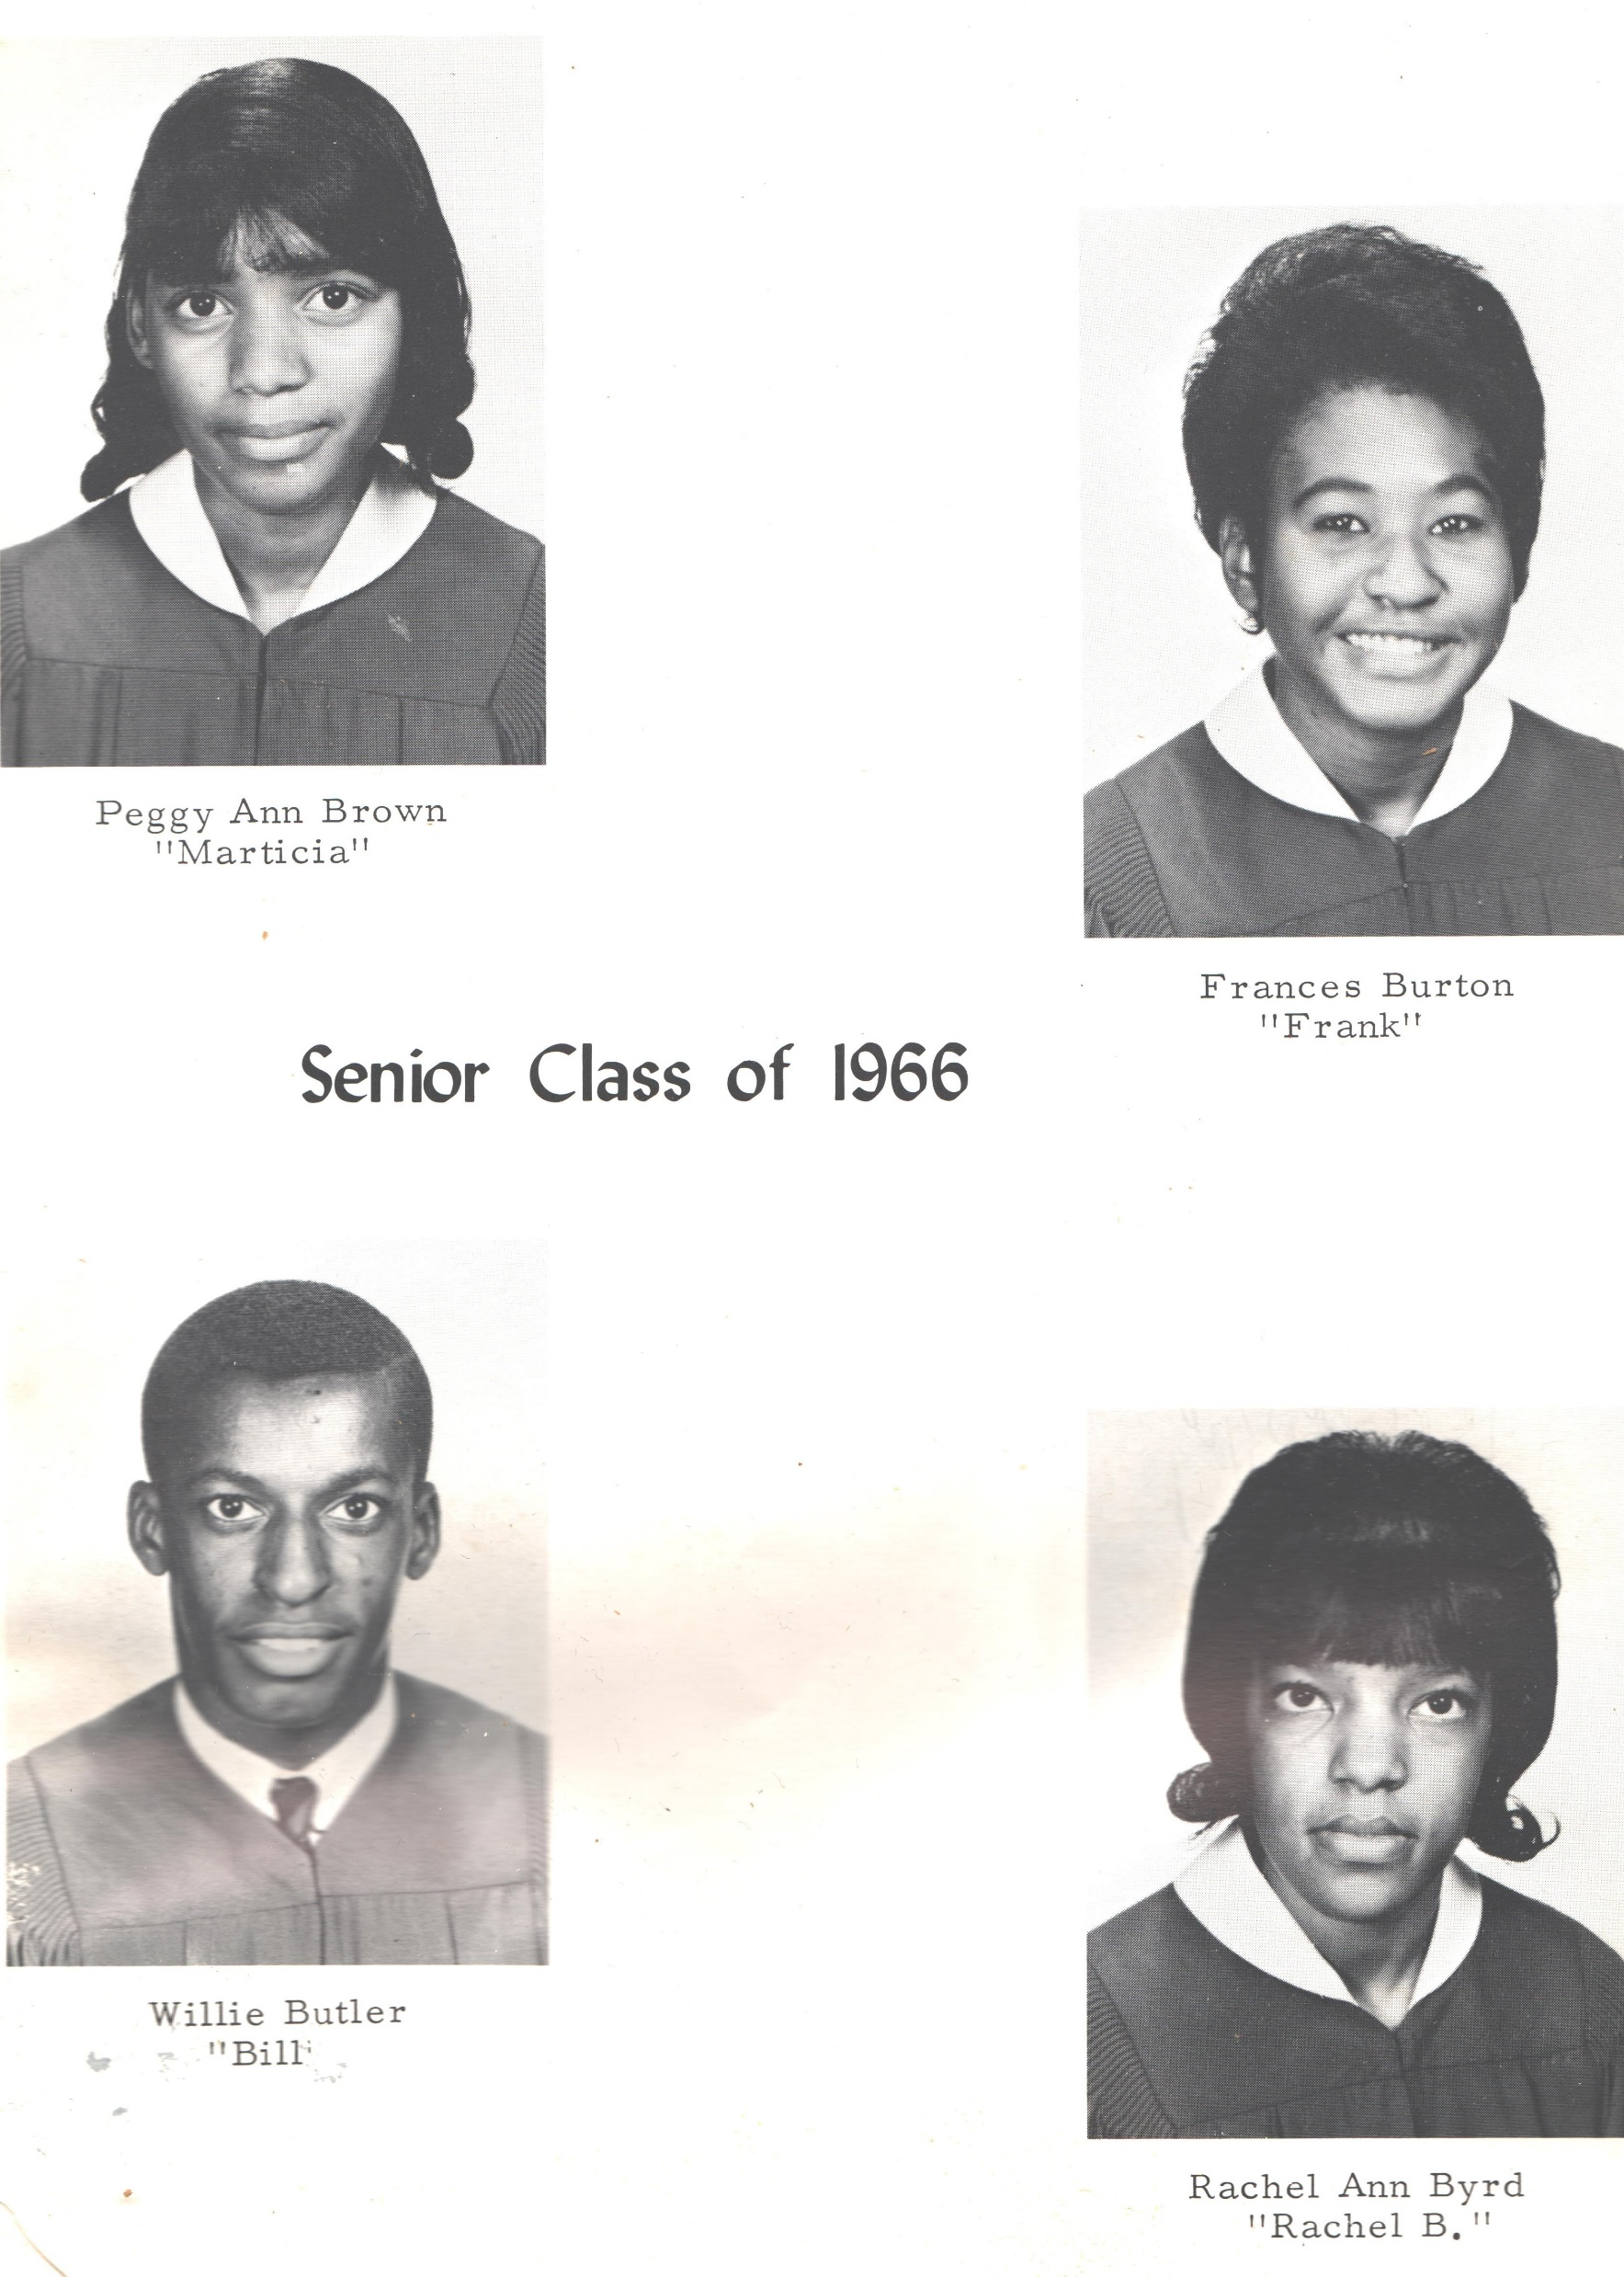 Peggy Ann Brown
"Marticia"
Frances Burton
"Frank"
Senior Class of 1966
Willie Butler
"Bill"
Rachel Ann Byrd
"Rachel B."